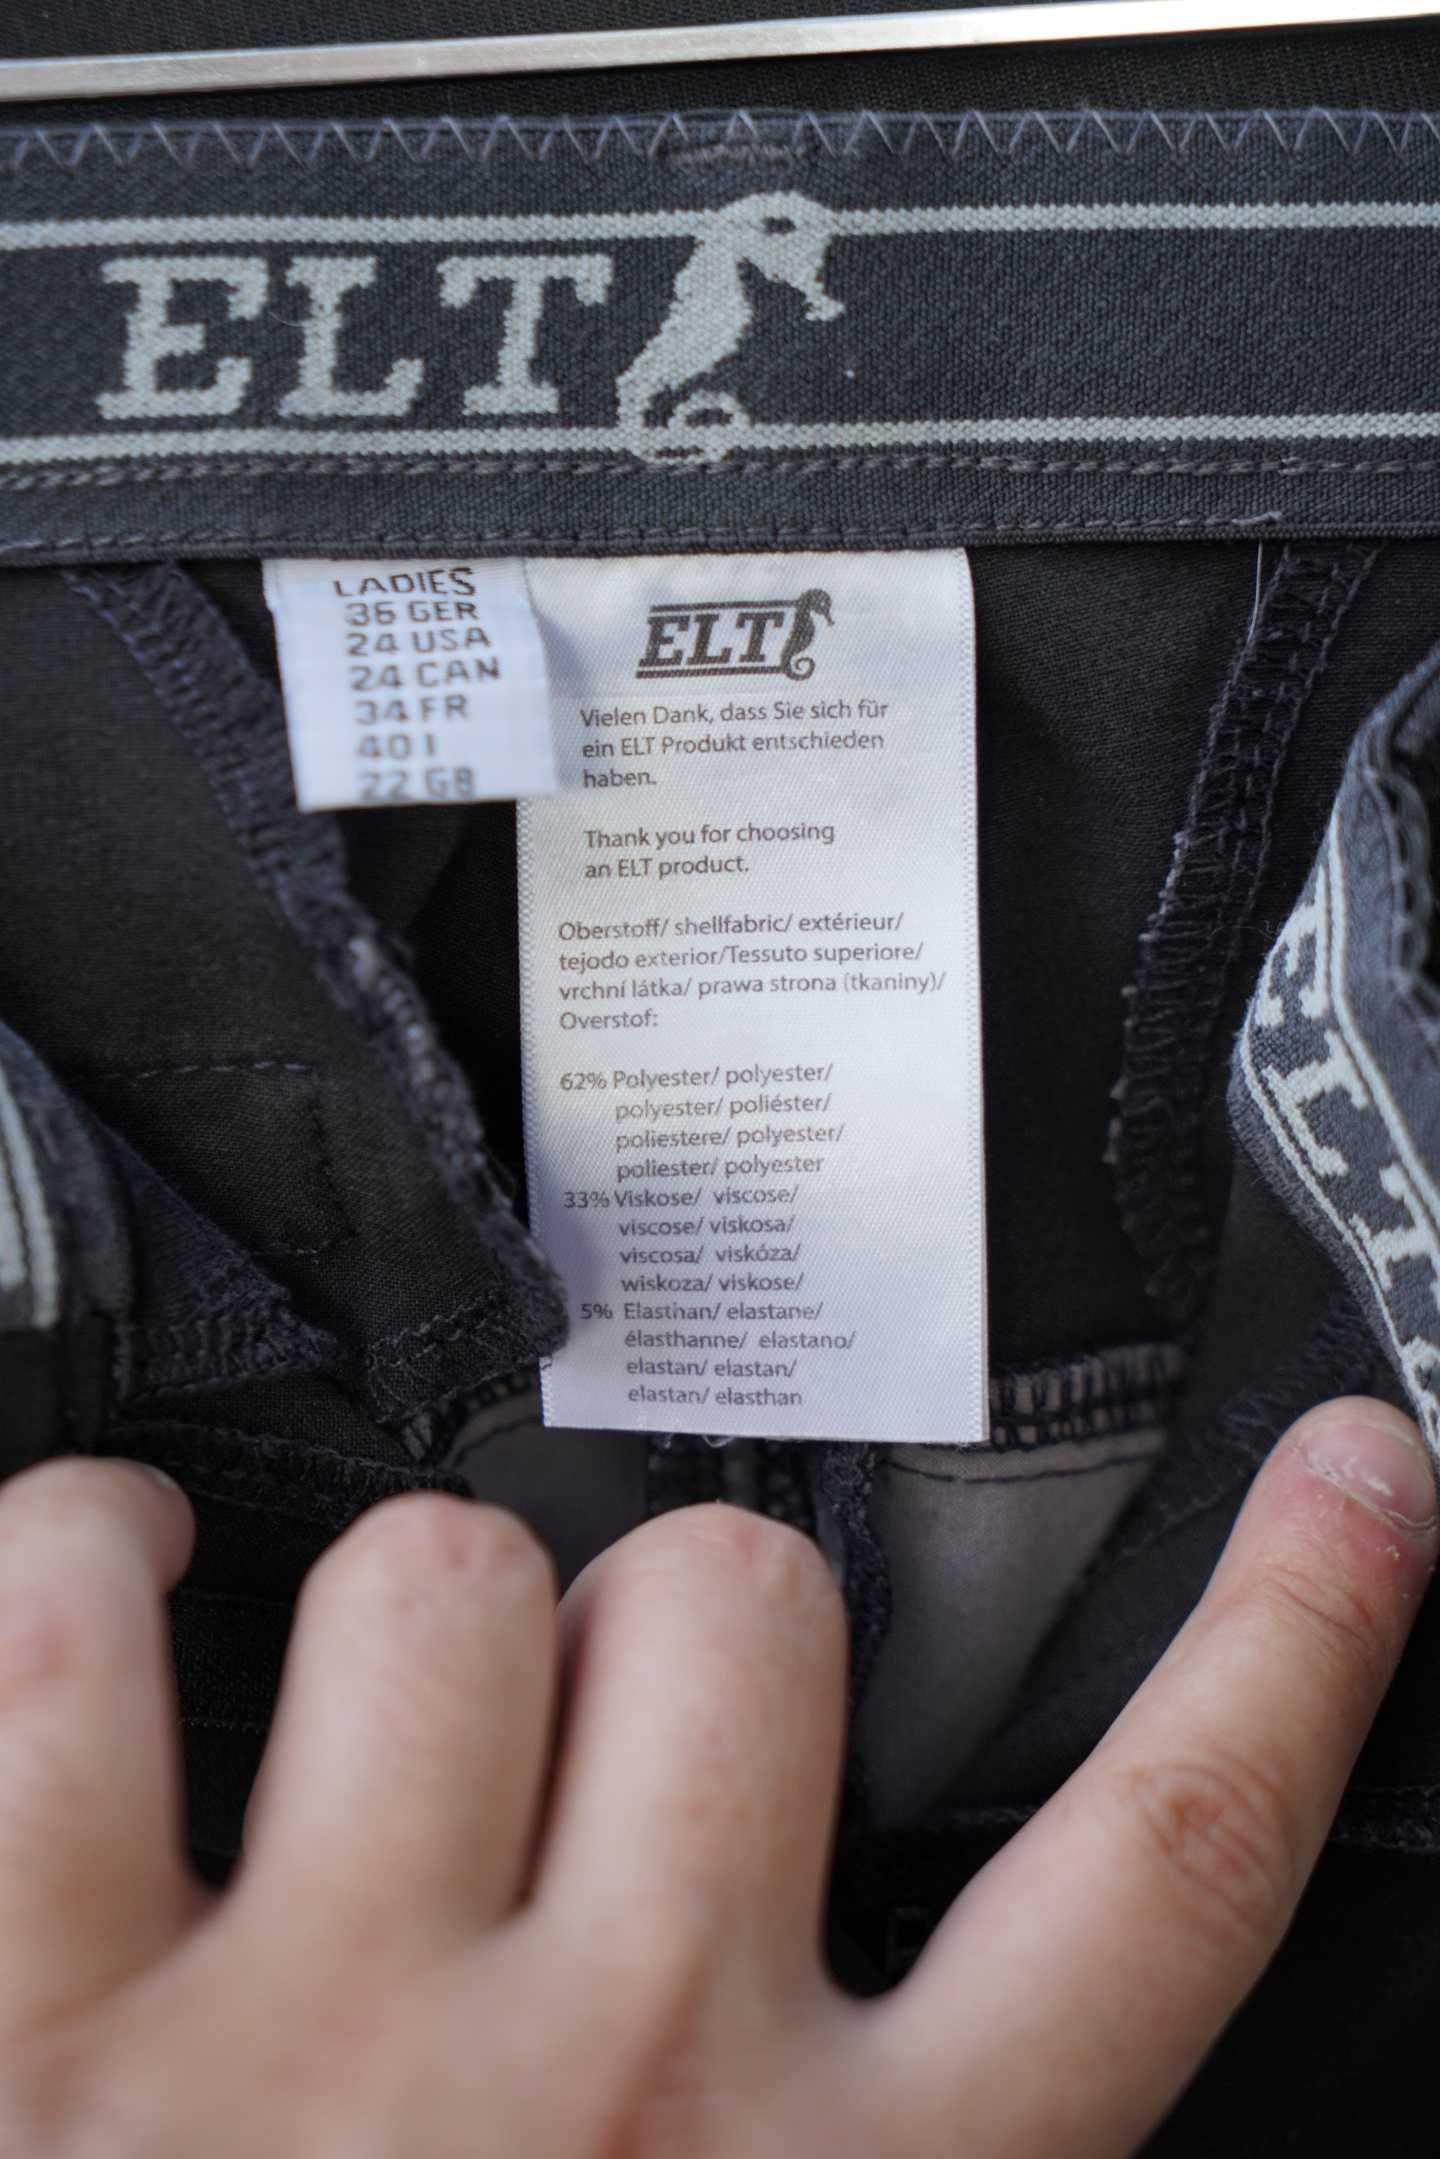 ELT
LADIES
36 GER
24 USA
24 CAN
34 FR
40 I
22 GB
ELT
Vielen Dank, dass Sie sich für
ein ELT Produkt entschieden
haben.
Thank you for choosing
an ELT product.
Oberstoff/ shellfabric/ extérieur/
tejodo exterior/Tessuto superiore/
vrchní látka/ prawa strona (tkaniny)/
Overstof:
62% Polyester/ polyester/
polyester/ poliéster/
poliestere/ polyester/
poliester/ polyester
33% Viskose/ viscose/
viscose/ viskosa/
viscosa/ viskóza/
wiskoza/ viskose/
5% Elasthan/ elastane/
élasthanne/ elastano/
elastan/ elastan/
elastan/ elasthan
ELT